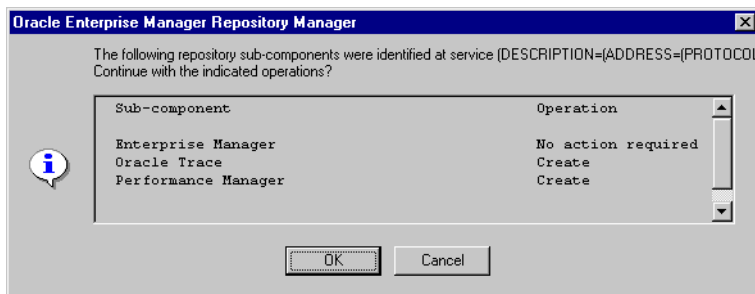 Oracle Enterprise Manager Repository Manager
The following repository sub-components were identified at service (DESCRIPTION=(ADDRESS=(PROTOCOL
Continue with the indicated operations?
Sub-component Operation
Enterprise Manager No action required
Oracle Trace Create
Performance Manager Create
OK Cancel